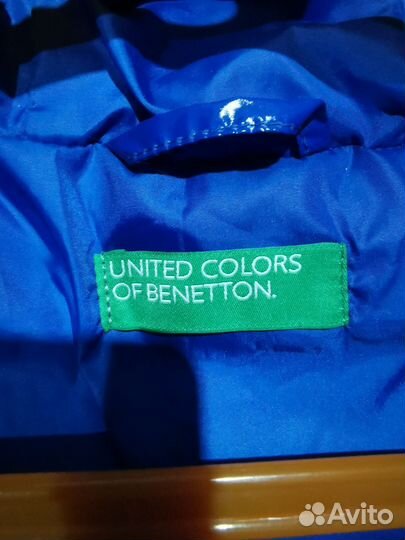 UNITED COLORS
OF BENETTON.
Avito